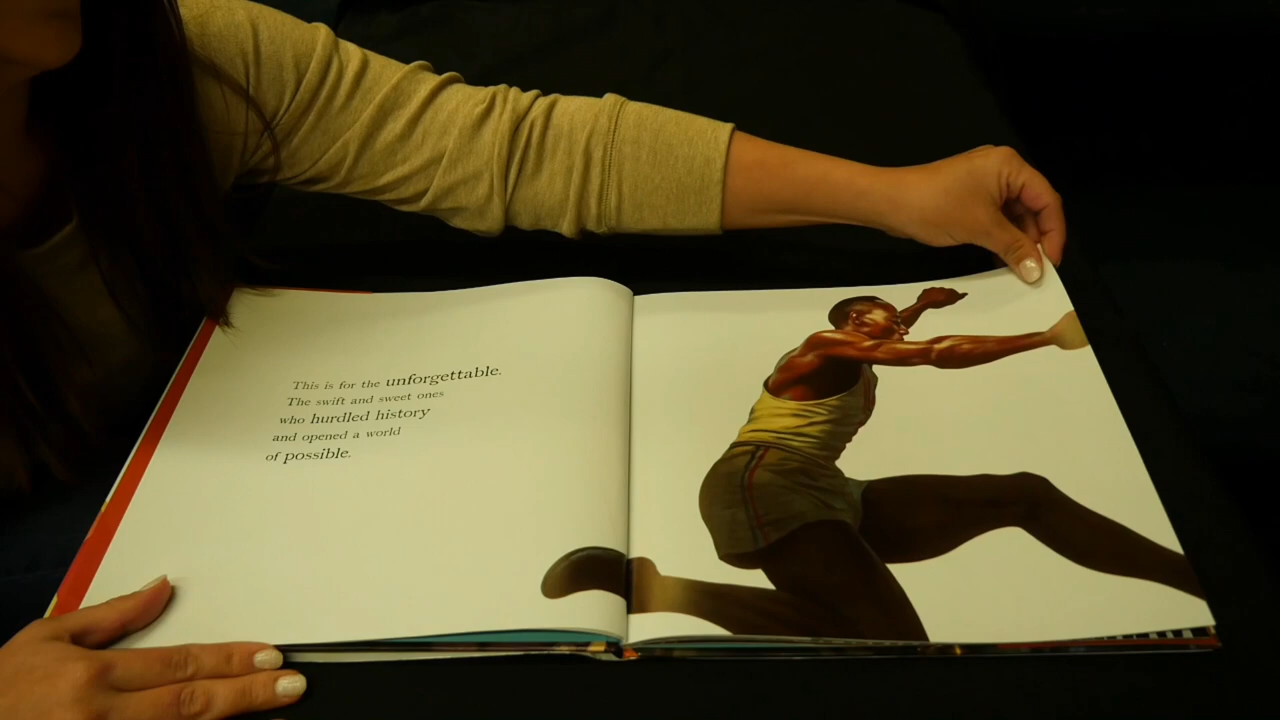 This is for the unforgettable.
The swift and sweet ones
who hurdled history
and opened a world
of possible.